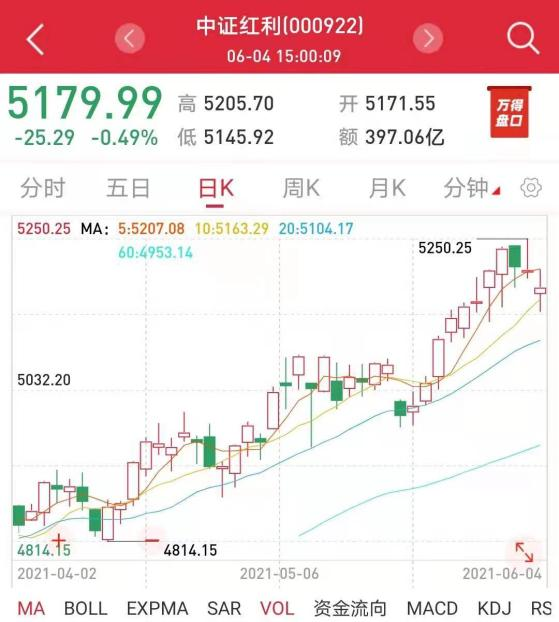 中证红利(000922)
06-04 15:00:09
5179.99
-25.29 -0.49%
高 5205.70
低 5145.92
开 5171.55
额 397.06亿
万得
盘口
分时 五日 日K 周K 月K 分钟
5250.25 MA: 5:5207.08 10:5163.29 20:5104.17
60:4953.14
5250.25
5032.20
4814.15
4814.15
2021-04-02 2021-05-06 2021-06-04
MA BOLL EXPMA SAR VOL 资金流向 MACD KDJ RS